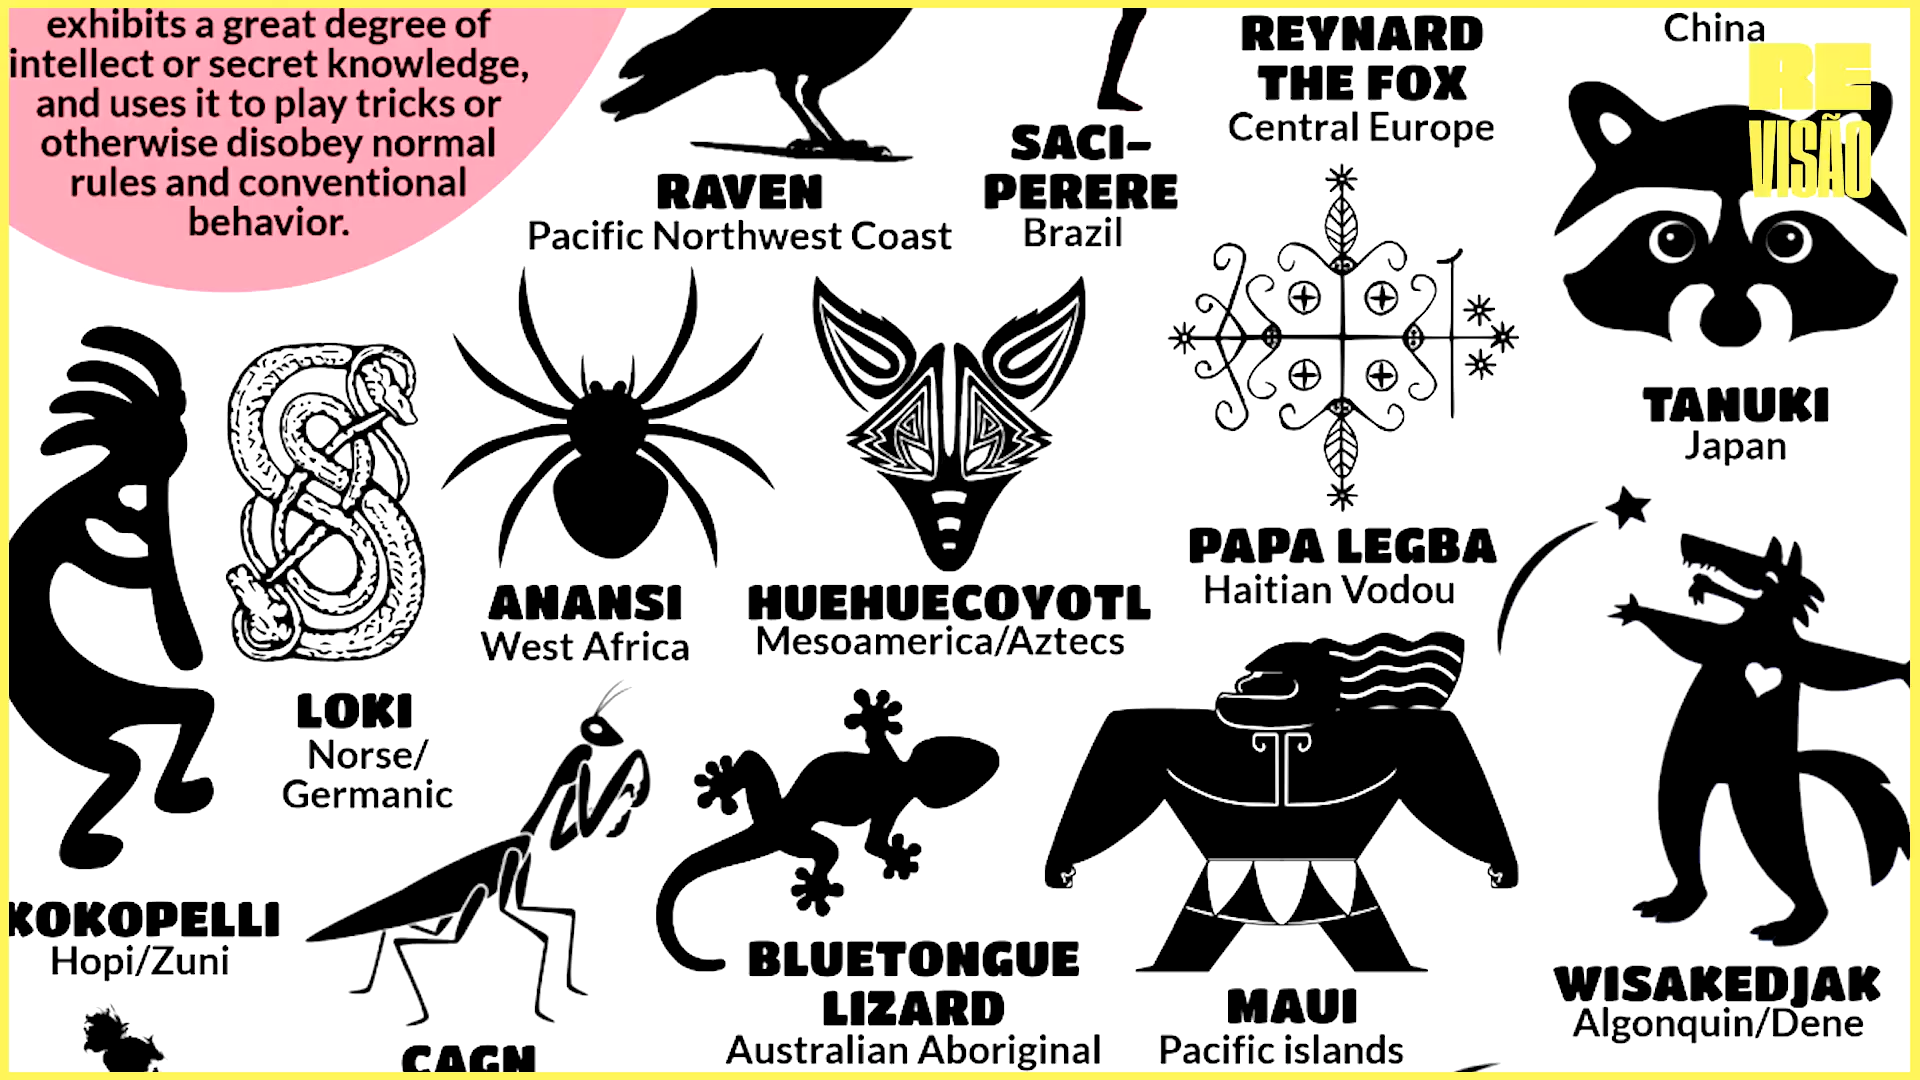 exhibits a great degree of
intellect or secret knowledge,
and uses it to play tricks or
otherwise disobey normal
rules and conventional
behavior.
RAVEN
Pacific Northwest Coast
SACI-
PERERE
Brazil
REYNARD
THE FOX
Central Europe
China
RE
VISÃO
TANUKI
Japan
LOKI
Norse/
Germanic
ANANSI
West Africa
HUEHUECOYOTL
Mesoamerica/Aztecs
PAPA LEGBA
Haitian Vodou
KOKOPELLI
Hopi/Zuni
CAGN
BLUETONGUE
LIZARD
Australian Aboriginal
MAUI
Pacific islands
WISAKEDJAK
Algonquin/Dene